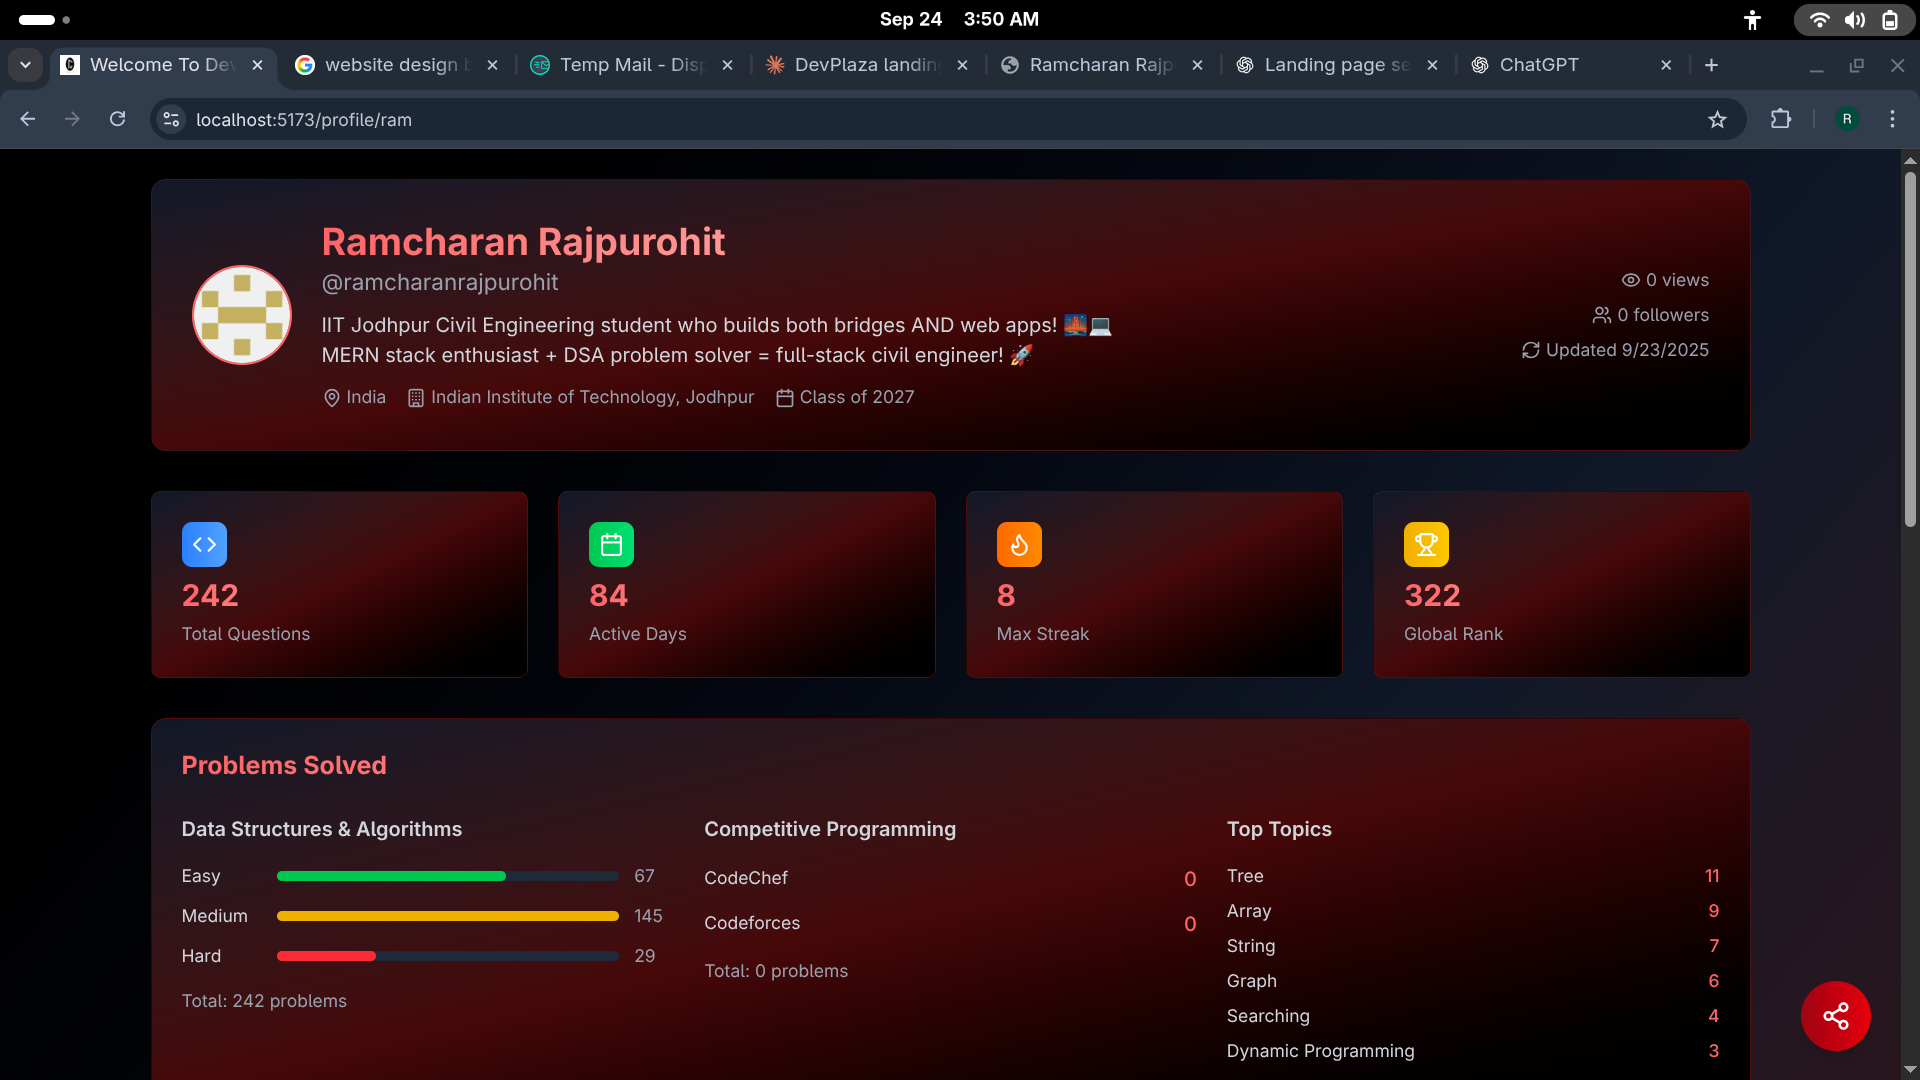 Sep 24 3:50 AM
Welcome To Dev
website design b
Temp Mail - Disp
DevPlaza landin
Ramcharan Rajp
Landing page se
ChatGPT
localhost:5173/profile/ram
R
Ramcharan Rajpurohit
@ramcharanrajpurohit
IIT Jodhpur Civil Engineering student who builds both bridges AND web apps! 🌉💻
MERN stack enthusiast + DSA problem solver = full-stack civil engineer! 🚀
India Indian Institute of Technology, Jodhpur Class of 2027
0 views
0 followers
Updated 9/23/2025
242
Total Questions
84
Active Days
8
Max Streak
322
Global Rank
Problems Solved
Data Structures & Algorithms
Easy 67
Medium 145
Hard 29
Total: 242 problems
Competitive Programming
CodeChef 0
Codeforces 0
Total: 0 problems
Top Topics
Tree 11
Array 9
String 7
Graph 6
Searching 4
Dynamic Programming 3